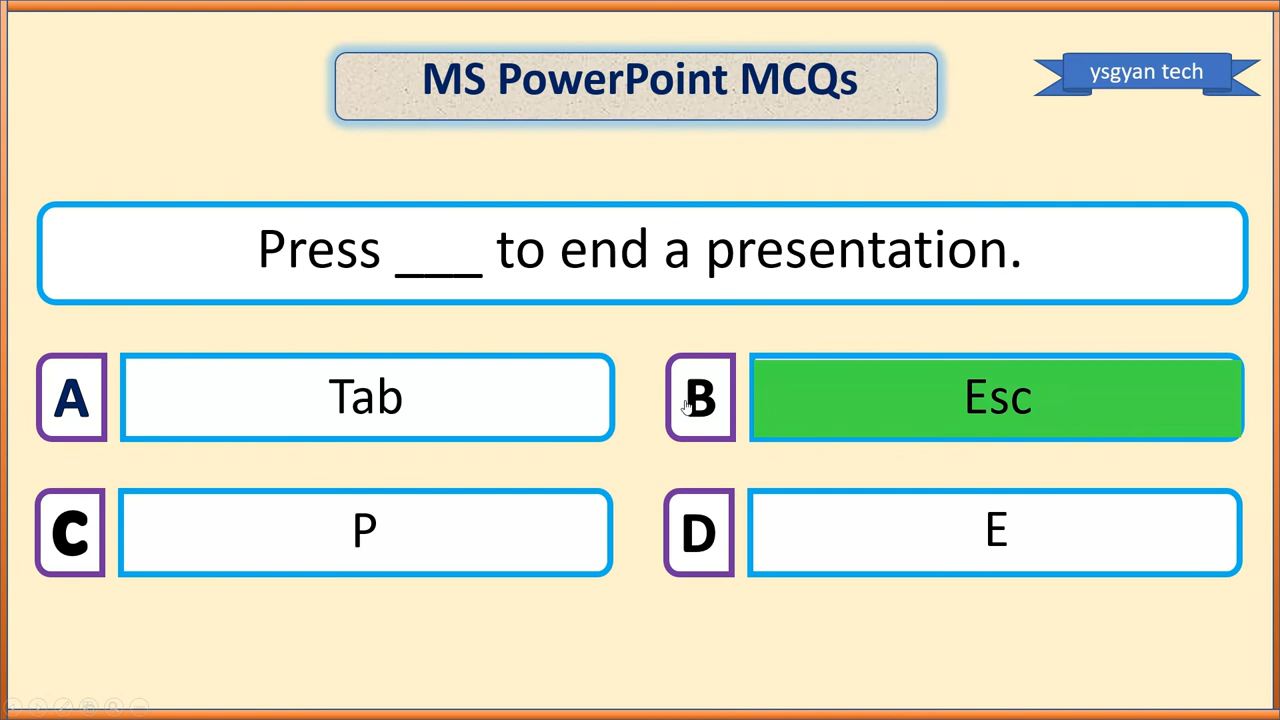 MS PowerPoint MCQs
ysgyan tech
Press ___ to end a presentation.
A
Tab
B
Esc
C
P
D
E